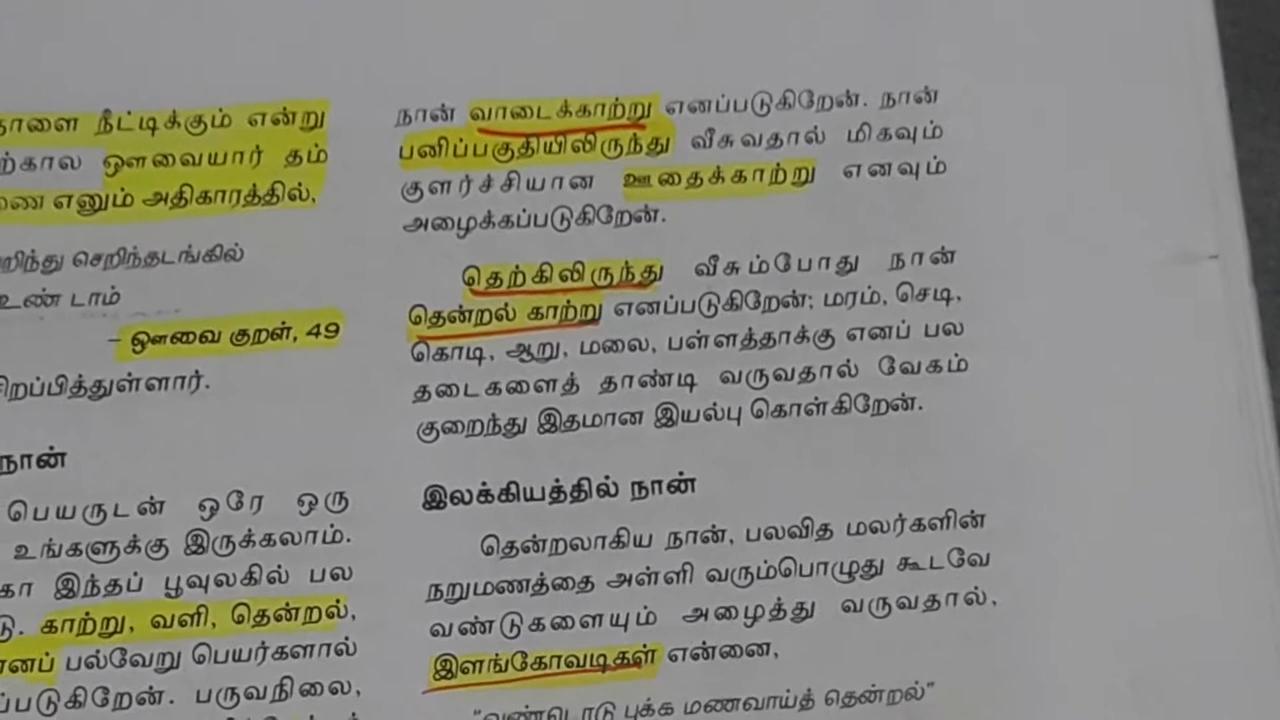 நீட்டிக்கும் என்று
ஔவையார் தம்
எனும் அதிகாரத்தில்,
செறிந்தடங்கில்
உண் டாம்
– ஔவை குறள், 49
நான்
பெயருடன் ஒரே ஒரு
உங்களுக்கு இருக்கலாம்.
இந்தப் பூவுலகில் பல
காற்று, வளி, தென்றல்,
பல்வேறு பெயர்களால்
பருவநிலை,
நான் வாடைக்காற்று எனப்படுகிறேன். நான்
பனிப்பகுதியிலிருந்து வீசுவதால் மிகவும்
குளர்ச்சியான ஊதைக்காற்று எனவும்
அழைக்கப்படுகிறேன்.
தெற்கிலிருந்து வீசும்போது நான்
தென்றல் காற்று எனப்படுகிறேன்; மரம், செடி,
கொடி, ஆறு, மலை, பள்ளத்தாக்கு எனப் பல
தடைகளைத் தாண்டி வருவதால் வேகம்
குறைந்து இதமான இயல்பு கொள்கிறேன்.
இலக்கியத்தில் நான்
தென்றலாகிய நான், பலவித மலர்களின்
நறுமணத்தை அள்ளி வரும்பொழுது கூடவே
வண்டுகளையும் அழைத்து வருவதால்,
இளங்கோவடிகள் என்னை,
"வண்டொடு புக்க மணவாய்த் தென்றல்"